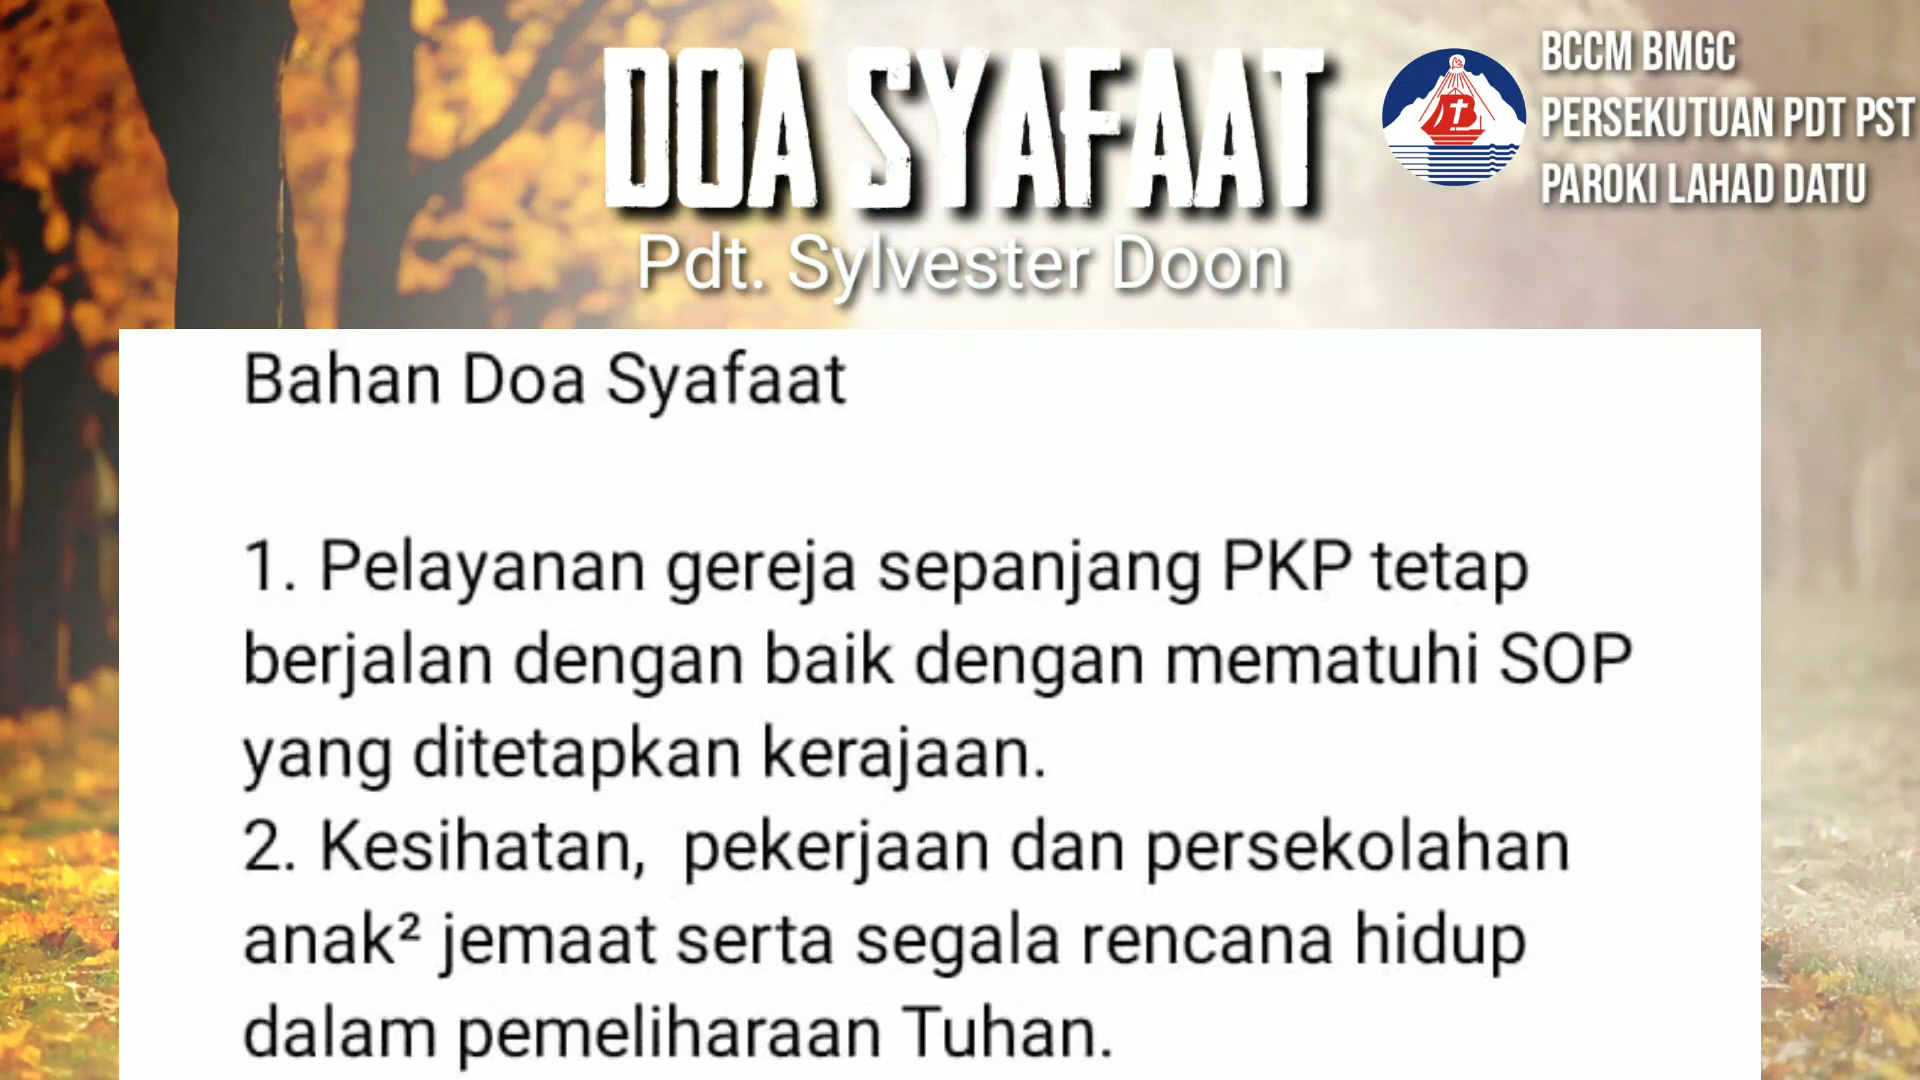 DOA SYAFAAT
Pdt. Sylvester Doon
BCCM BMGC
PERSEKUTUAN PDT PST
PAROKI LAHAD DATU
Bahan Doa Syafaat
1. Pelayanan gereja sepanjang PKP tetap
berjalan dengan baik dengan mematuhi SOP
yang ditetapkan kerajaan.
2. Kesihatan,  pekerjaan dan persekolahan
anak² jemaat serta segala rencana hidup
dalam pemeliharaan Tuhan.